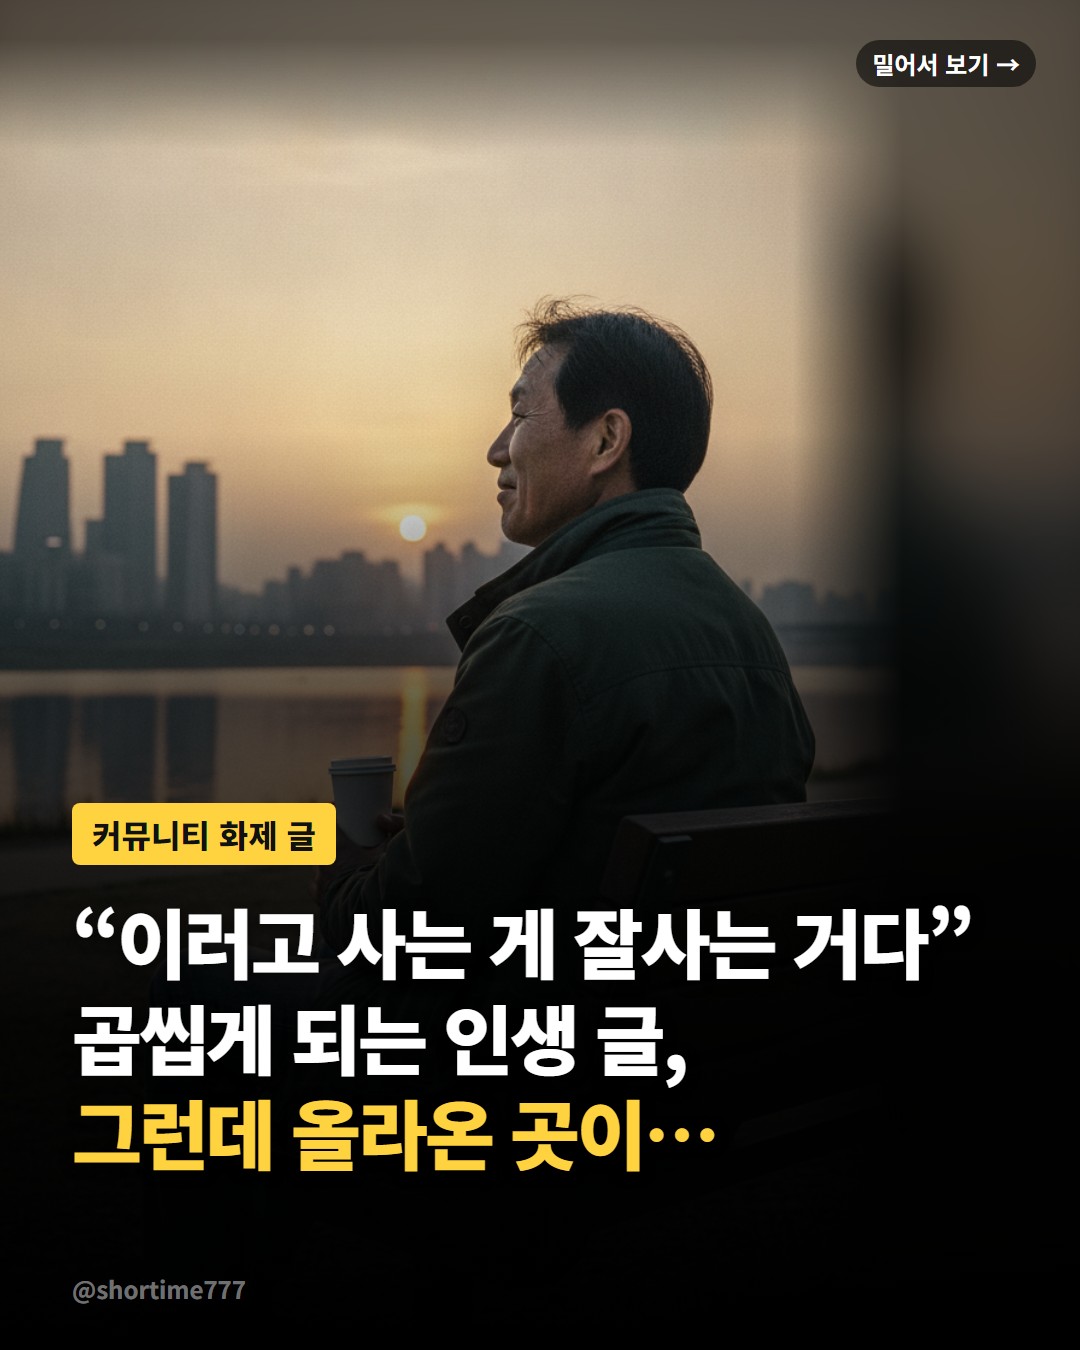 밀어서 보기 →
커뮤니티 화제 글
“이러고 사는 게 잘사는 거다”
곱씹게 되는 인생 글,
그런데 올라온 곳이…
@shortime777